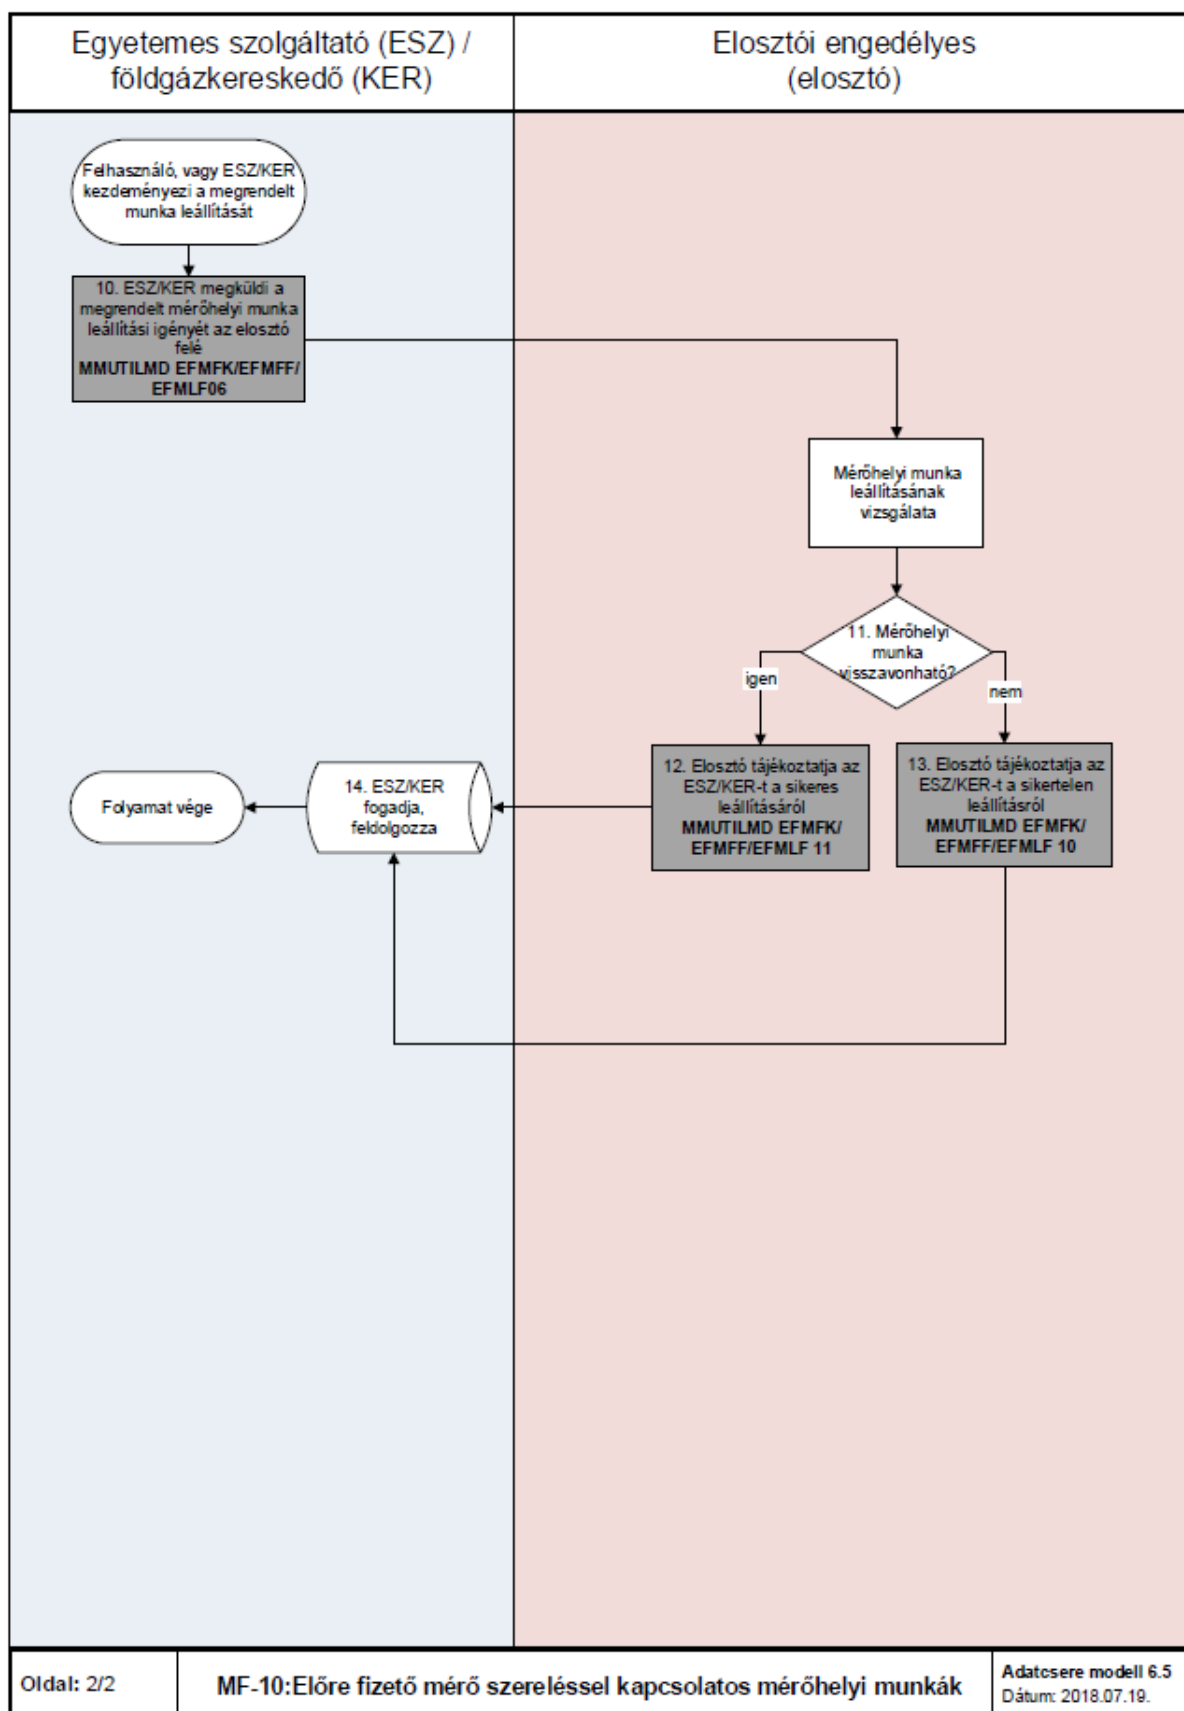 Egyetemes szolgáltató (ESZ) /
földgázkereskedő (KER)
Elosztói engedélyes
(elosztó)
Felhasználó, vagy ESZ/KER
kezdeményezi a megrendelt
munka leállítását
10. ESZ/KER megküldi a
megrendelt mérőhelyi munka
leállítási igényét az elosztó
felé
MMUTILMD EFMFK/EFMFF/
EFMLF06
Mérőhelyi munka
leállításának
vizsgálata
11. Mérőhelyi
munka
visszavonható?
igen
nem
12. Elosztó tájékoztatja az
ESZ/KER-t a sikeres
leállításáról
MMUTILMD EFMFK/
EFMFF/EFMLF 11
13. Elosztó tájékoztatja az
ESZ/KER-t a sikertelen
leállításról
MMUTILMD EFMFK/
EFMFF/EFMLF 10
14. ESZ/KER
fogadja,
feldolgozza
Folyamat vége
Oldal: 2/2
MF-10:Előre fizető mérő szereléssel kapcsolatos mérőhelyi munkák
Adatcsere modell 6.5
Dátum: 2018.07.19.